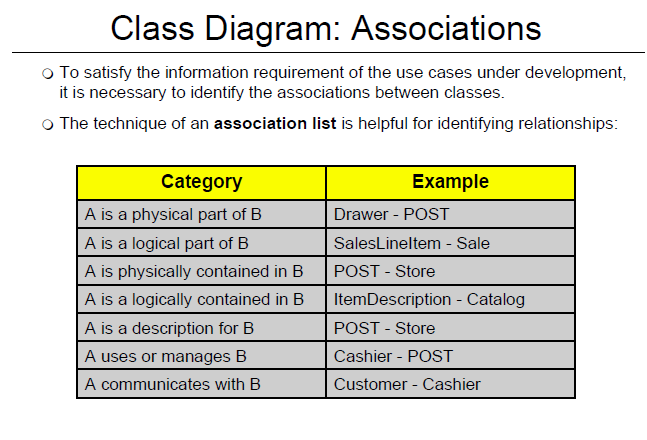 Class Diagram: Associations
To satisfy the information requirement of the use cases under development,
it is necessary to identify the associations between classes.
The technique of an association list is helpful for identifying relationships:
Category Example
A is a physical part of B Drawer - POST
A is a logical part of B SalesLineItem - Sale
A is physically contained in B POST - Store
A is a logically contained in B ItemDescription - Catalog
A is a description for B POST - Store
A uses or manages B Cashier - POST
A communicates with B Customer - Cashier